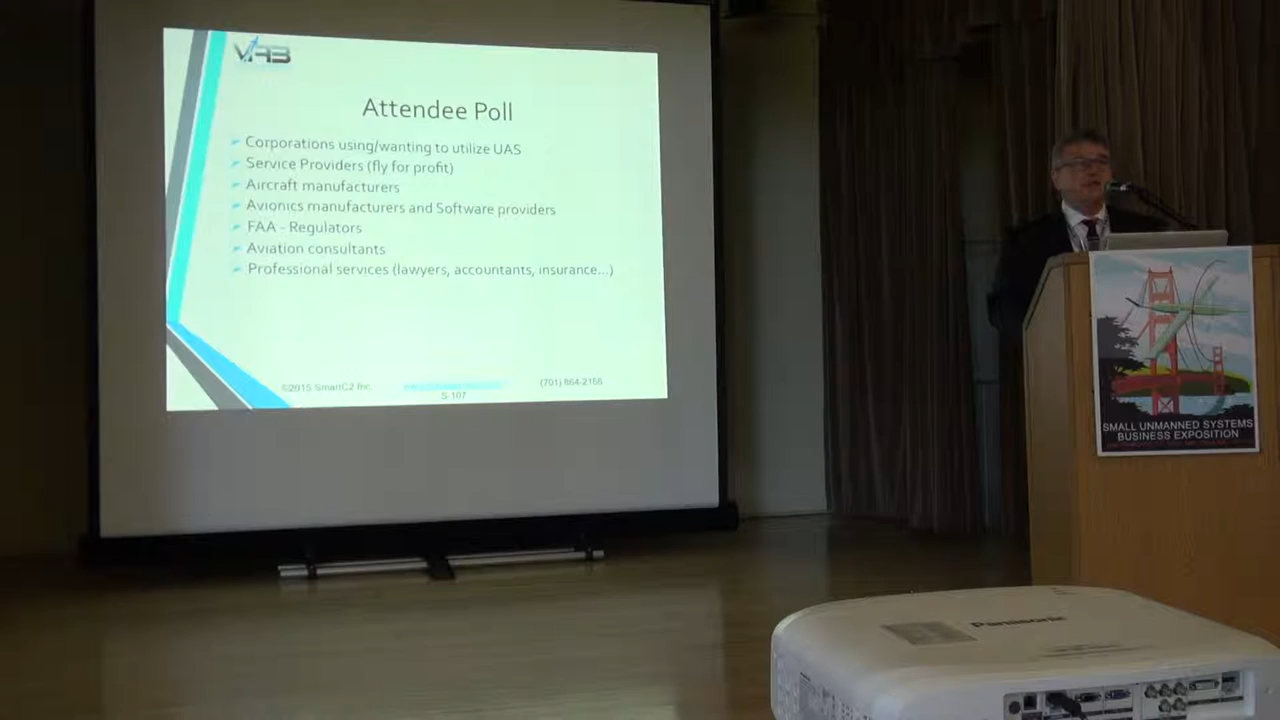 VAB
Attendee Poll
Corporations using/wanting to utilize UAS
Service Providers (fly for profit)
Aircraft manufacturers
Avionics manufacturers and Software providers
FAA - Regulators
Aviation consultants
Professional services (lawyers, accountants, insurance...)
©2015 SmartC2 Inc.
(701) 864-2156
S-107
SMALL UNMANNED SYSTEMS
BUSINESS EXPOSITION
Panasonic